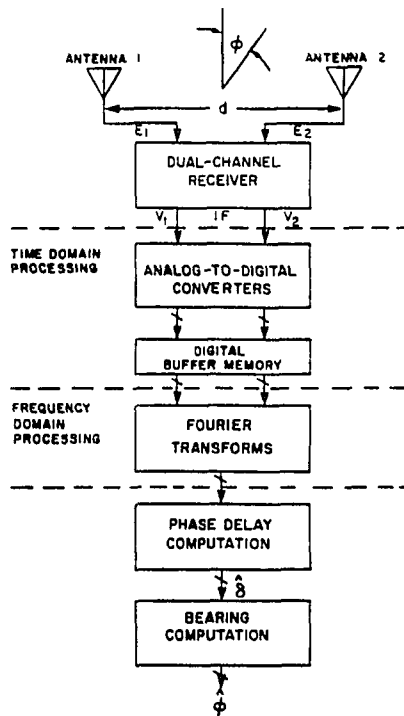 ϕ
ANTENNA 1
ANTENNA 2
d
E1
E2
DUAL-CHANNEL
RECEIVER
V1
IF
V2
TIME DOMAIN
PROCESSING
ANALOG-TO-DIGITAL
CONVERTERS
DIGITAL
BUFFER MEMORY
FREQUENCY
DOMAIN
PROCESSING
FOURIER
TRANSFORMS
PHASE DELAY
COMPUTATION
δ̂
BEARING
COMPUTATION
ϕ̂